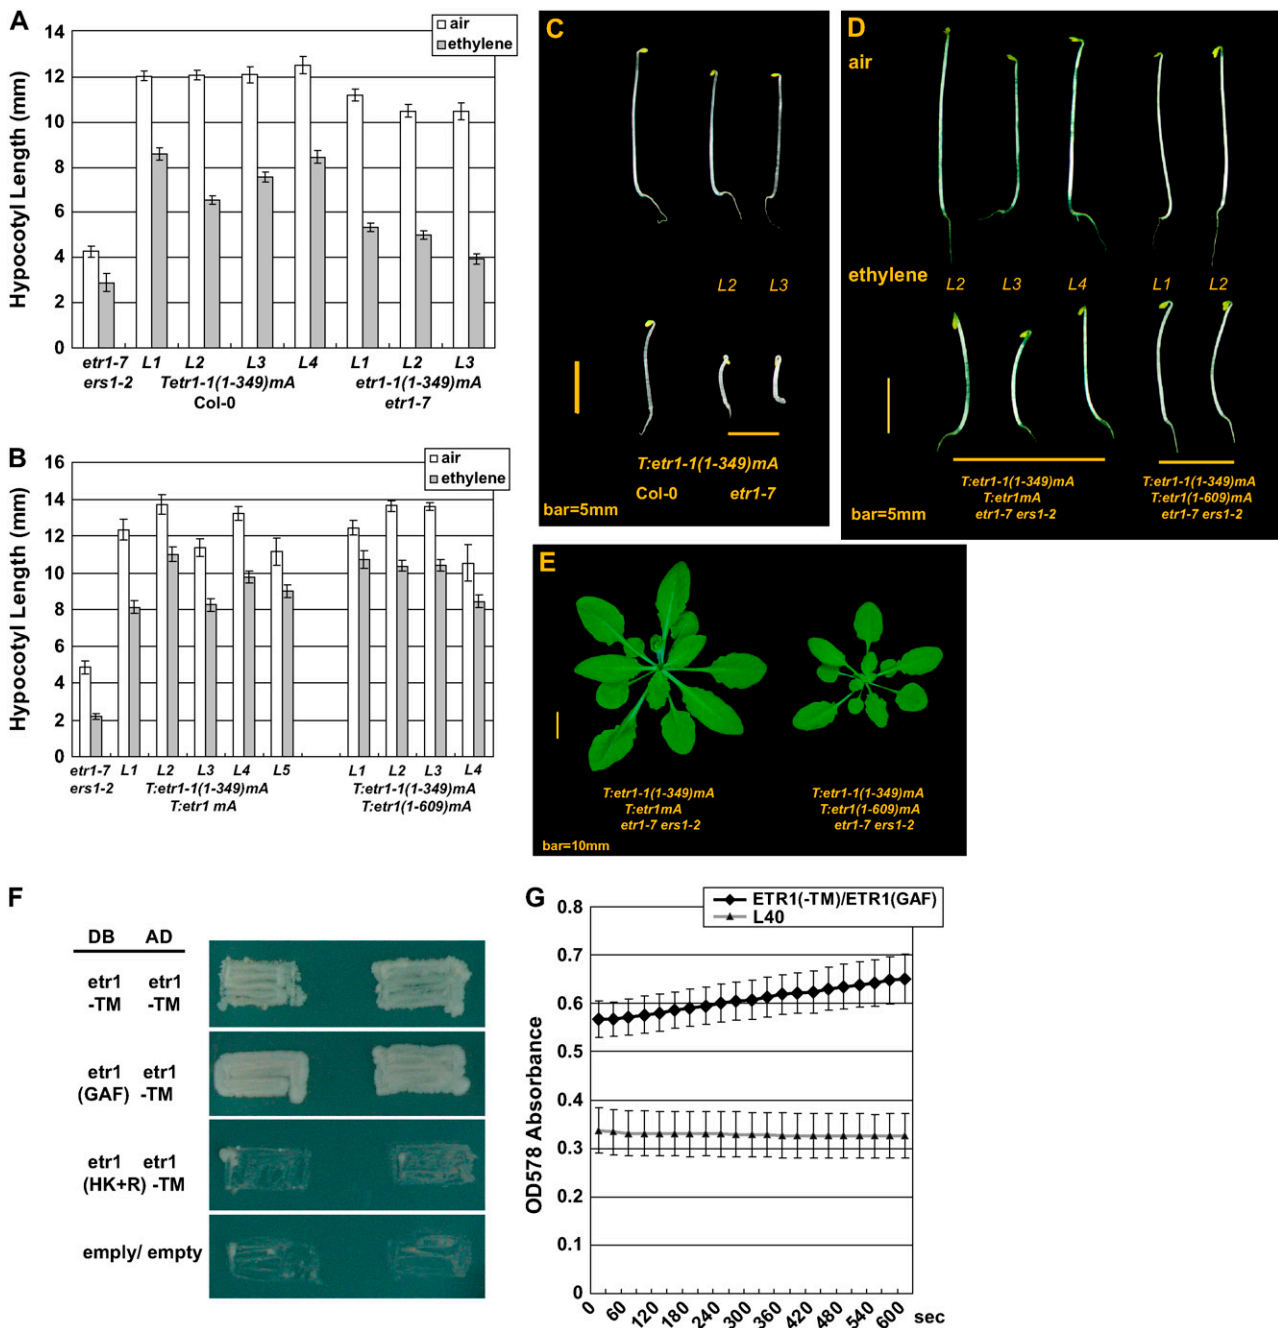 A
14
12
10
8
6
4
2
0
Hypocotyl Length (mm)
air
ethylene
etr1-7 L1 L2 L3 L4 L1 L2 L3
ers1-2 Tetr1-1(1-349)mA etr1-1(1-349)mA
Col-0 etr1-7
B
16
14
12
10
8
6
4
2
0
Hypocotyl Length (mm)
air
ethylene
etr1-7 L1 L2 L3 L4 L5 L1 L2 L3 L4
ers1-2 T:etr1-1(1-349)mA T:etr1-1(1-349)mA
T:etr1 mA T:etr1(1-609)mA
C
L2 L3
T:etr1-1(1-349)mA
Col-0 etr1-7
bar=5mm
D
air
ethylene
L2 L3 L4 L1 L2
T:etr1-1(1-349)mA T:etr1-1(1-349)mA
T:etr1mA T:etr1(1-609)mA
etr1-7 ers1-2 etr1-7 ers1-2
bar=5mm
E
T:etr1-1(1-349)mA T:etr1-1(1-349)mA
T:etr1mA T:etr1(1-609)mA
etr1-7 ers1-2 etr1-7 ers1-2
bar=10mm
F
DB AD
etr1 etr1
-TM -TM
etr1 etr1
(GAF) -TM
etr1 etr1
(HK+R) -TM
emply/ empty
G
ETR1(-TM)/ETR1(GAF)
L40
0.8
0.7
0.6
0.5
0.4
0.3
0.2
0.1
0
OD578 Absorbance
0 60 120 180 240 300 360 420 480 540 600 sec